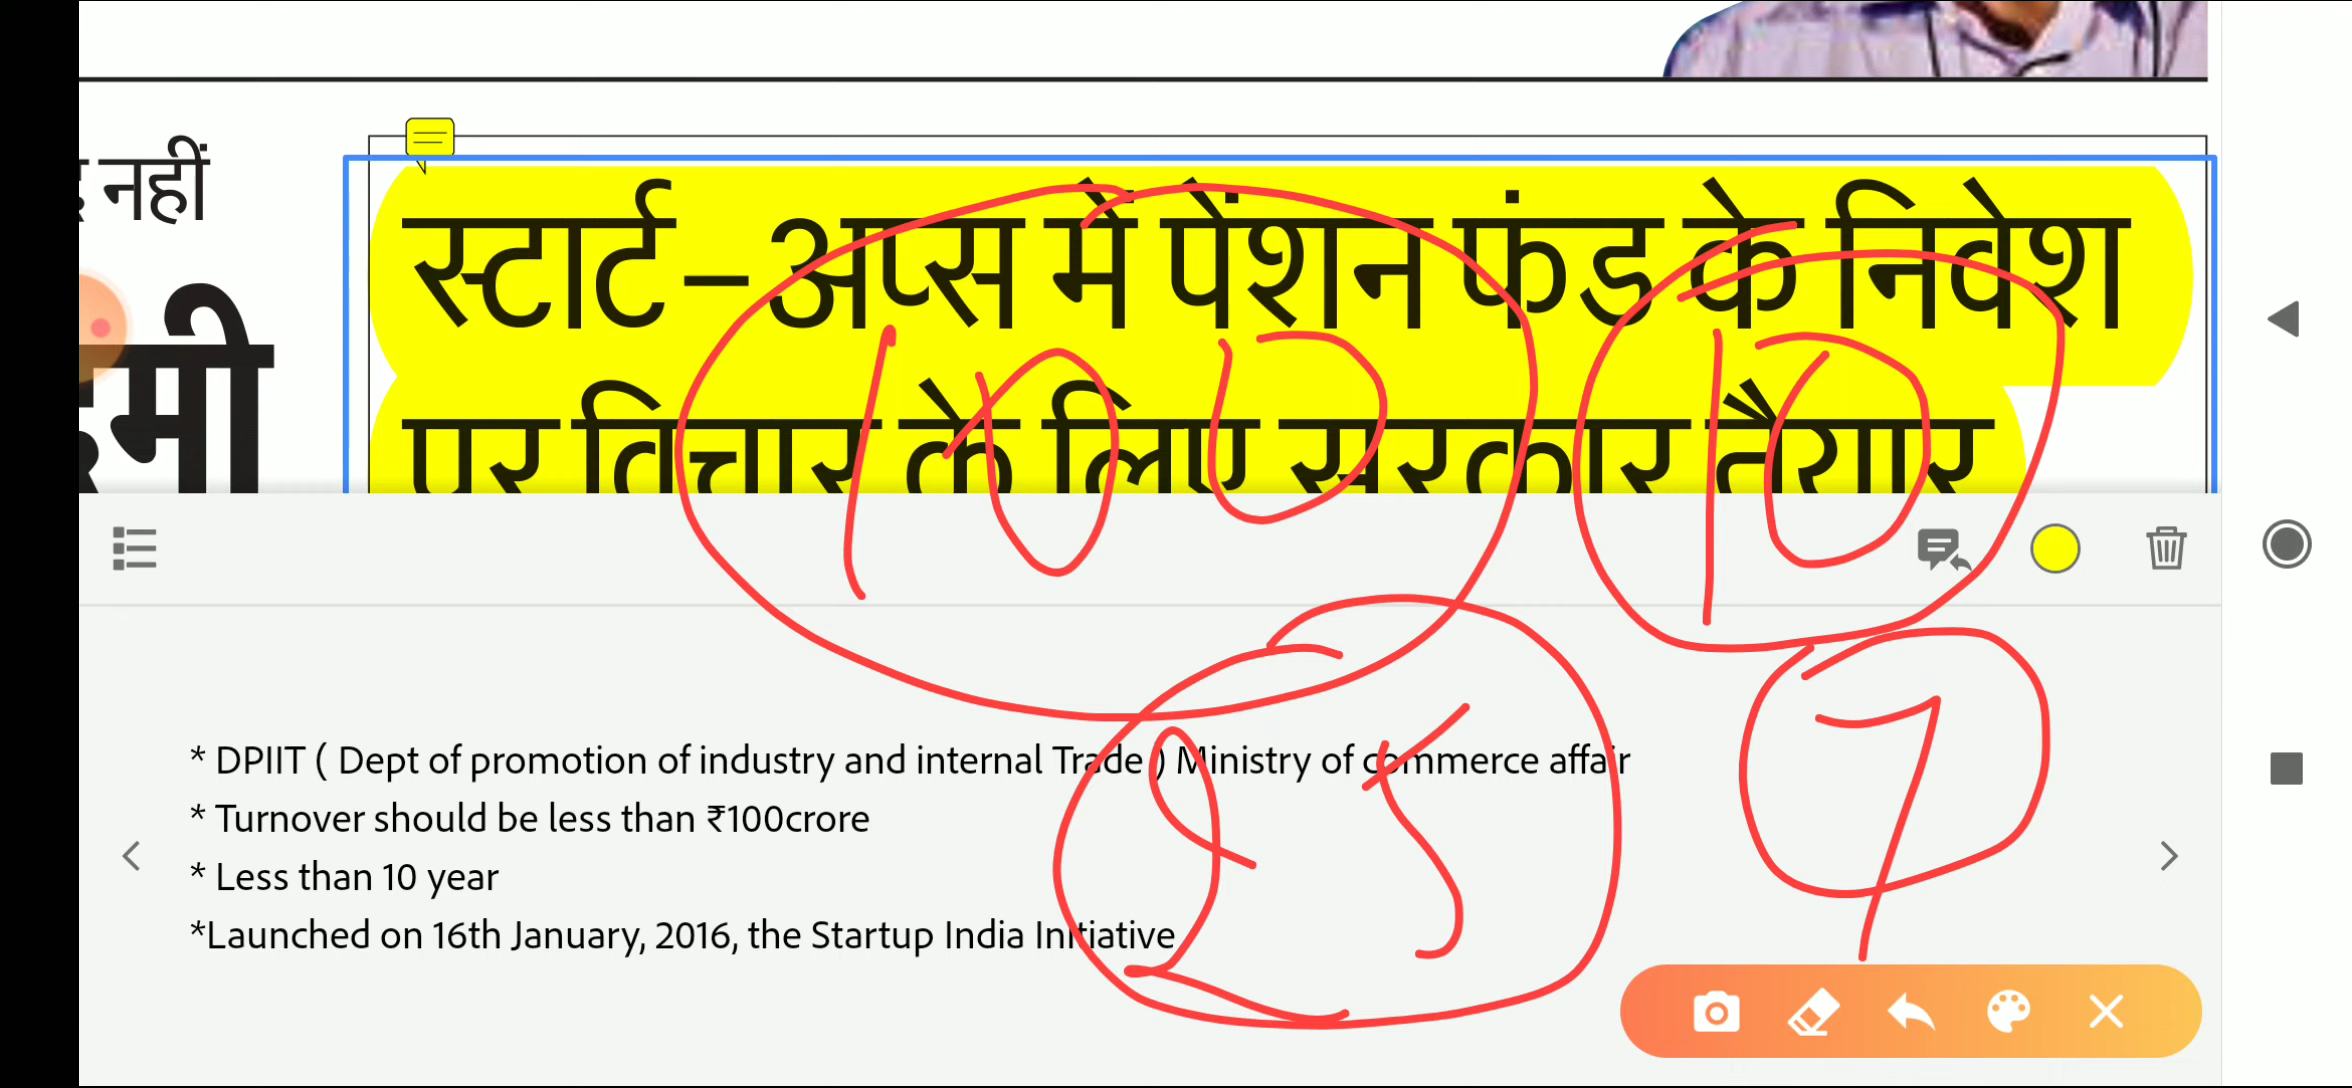 नहीं
स्टार्ट-अप्स में पेंशन फंड के निवेश
पर विचार के लिए सरकार तैयार
100
10
25
7
* DPIIT ( Dept of promotion of industry and internal Trade ) Ministry of commerce affair
* Turnover should be less than ₹100crore
* Less than 10 year
*Launched on 16th January, 2016, the Startup India Initiative